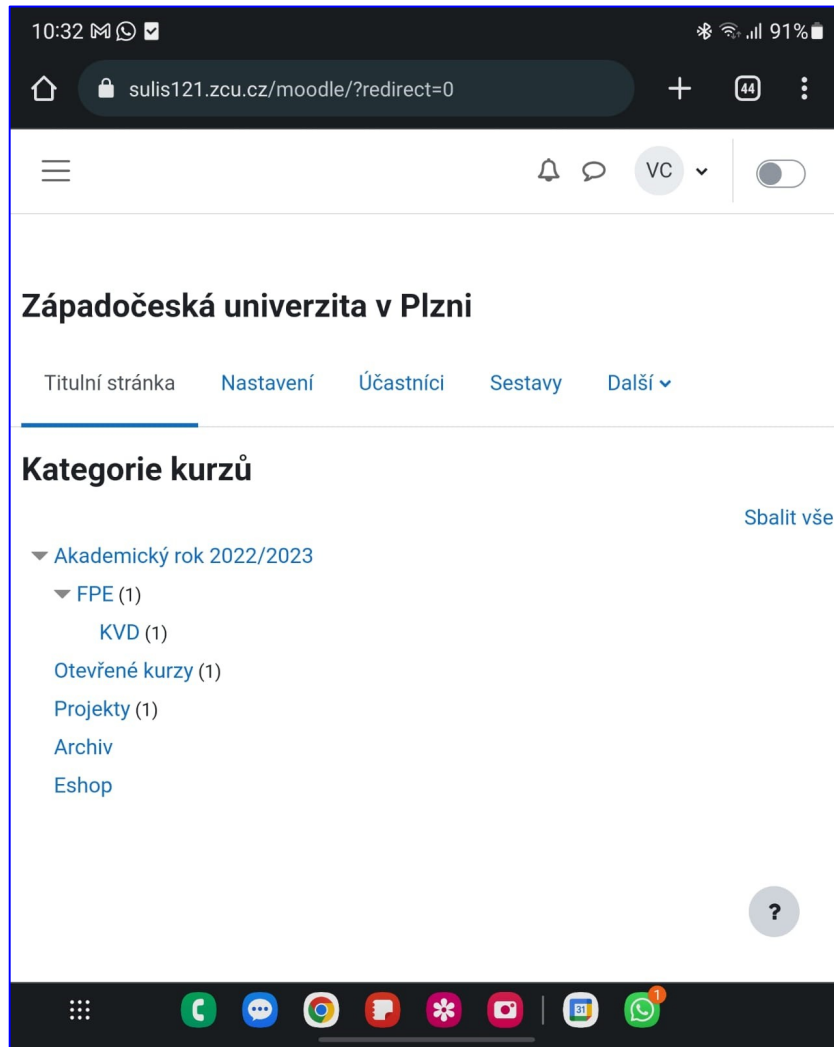 10:32 91%
sulis121.zcu.cz/moodle/?redirect=0 44
VC
Západočeská univerzita v Plzni
Titulní stránka Nastavení Účastníci Sestavy Další
Kategorie kurzů
Sbalit vše
Akademický rok 2022/2023
FPE (1)
KVD (1)
Otevřené kurzy (1)
Projekty (1)
Archiv
Eshop
?
31 1